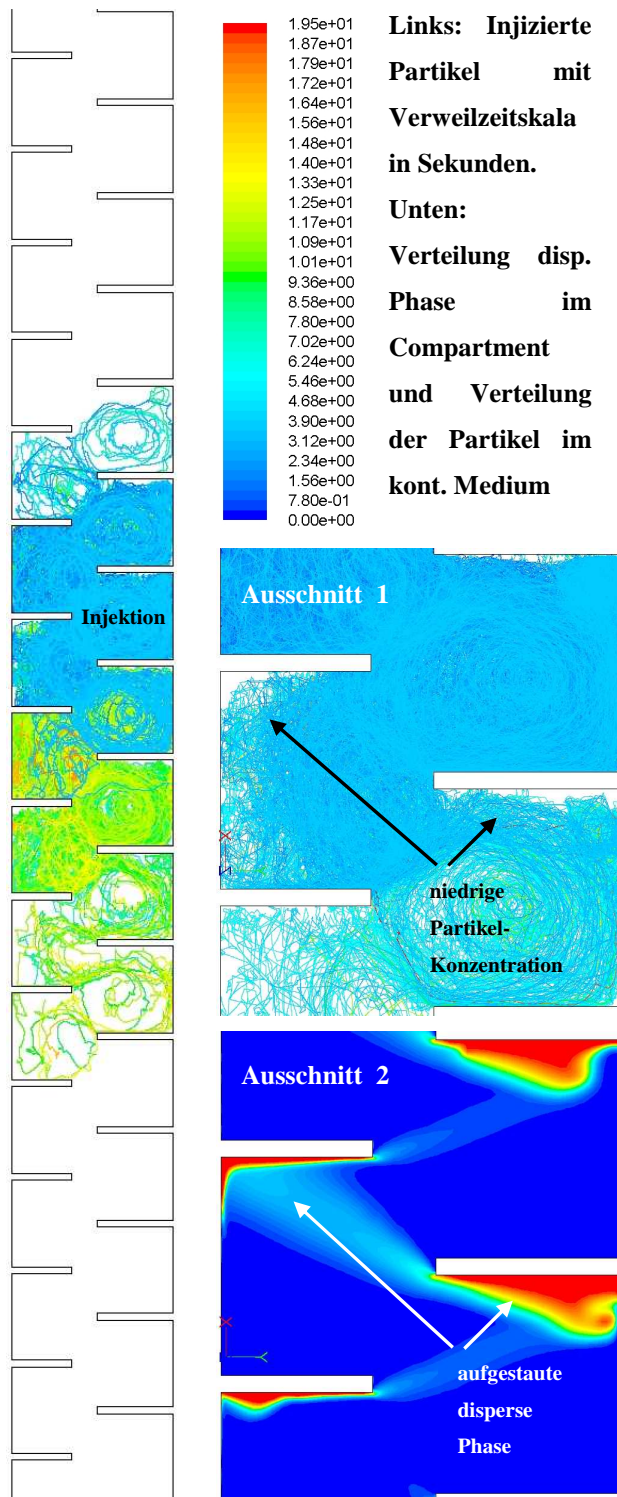 1.95e+01
1.87e+01
1.79e+01
1.72e+01
1.64e+01
1.56e+01
1.48e+01
1.40e+01
1.33e+01
1.25e+01
1.17e+01
1.09e+01
1.01e+01
9.36e+00
8.58e+00
7.80e+00
7.02e+00
6.24e+00
5.46e+00
4.68e+00
3.90e+00
3.12e+00
2.34e+00
1.56e+00
7.80e-01
0.00e+00
Links: Injizierte
Partikel mit
Verweilzeitskala
in Sekunden.
Unten:
Verteilung disp.
Phase im
Compartment
und Verteilung
der Partikel im
kont. Medium
Injektion
Ausschnitt 1
niedrige
Partikel-
Konzentration
X
Z
Ausschnitt 2
aufgestaute
disperse
Phase
X
Y